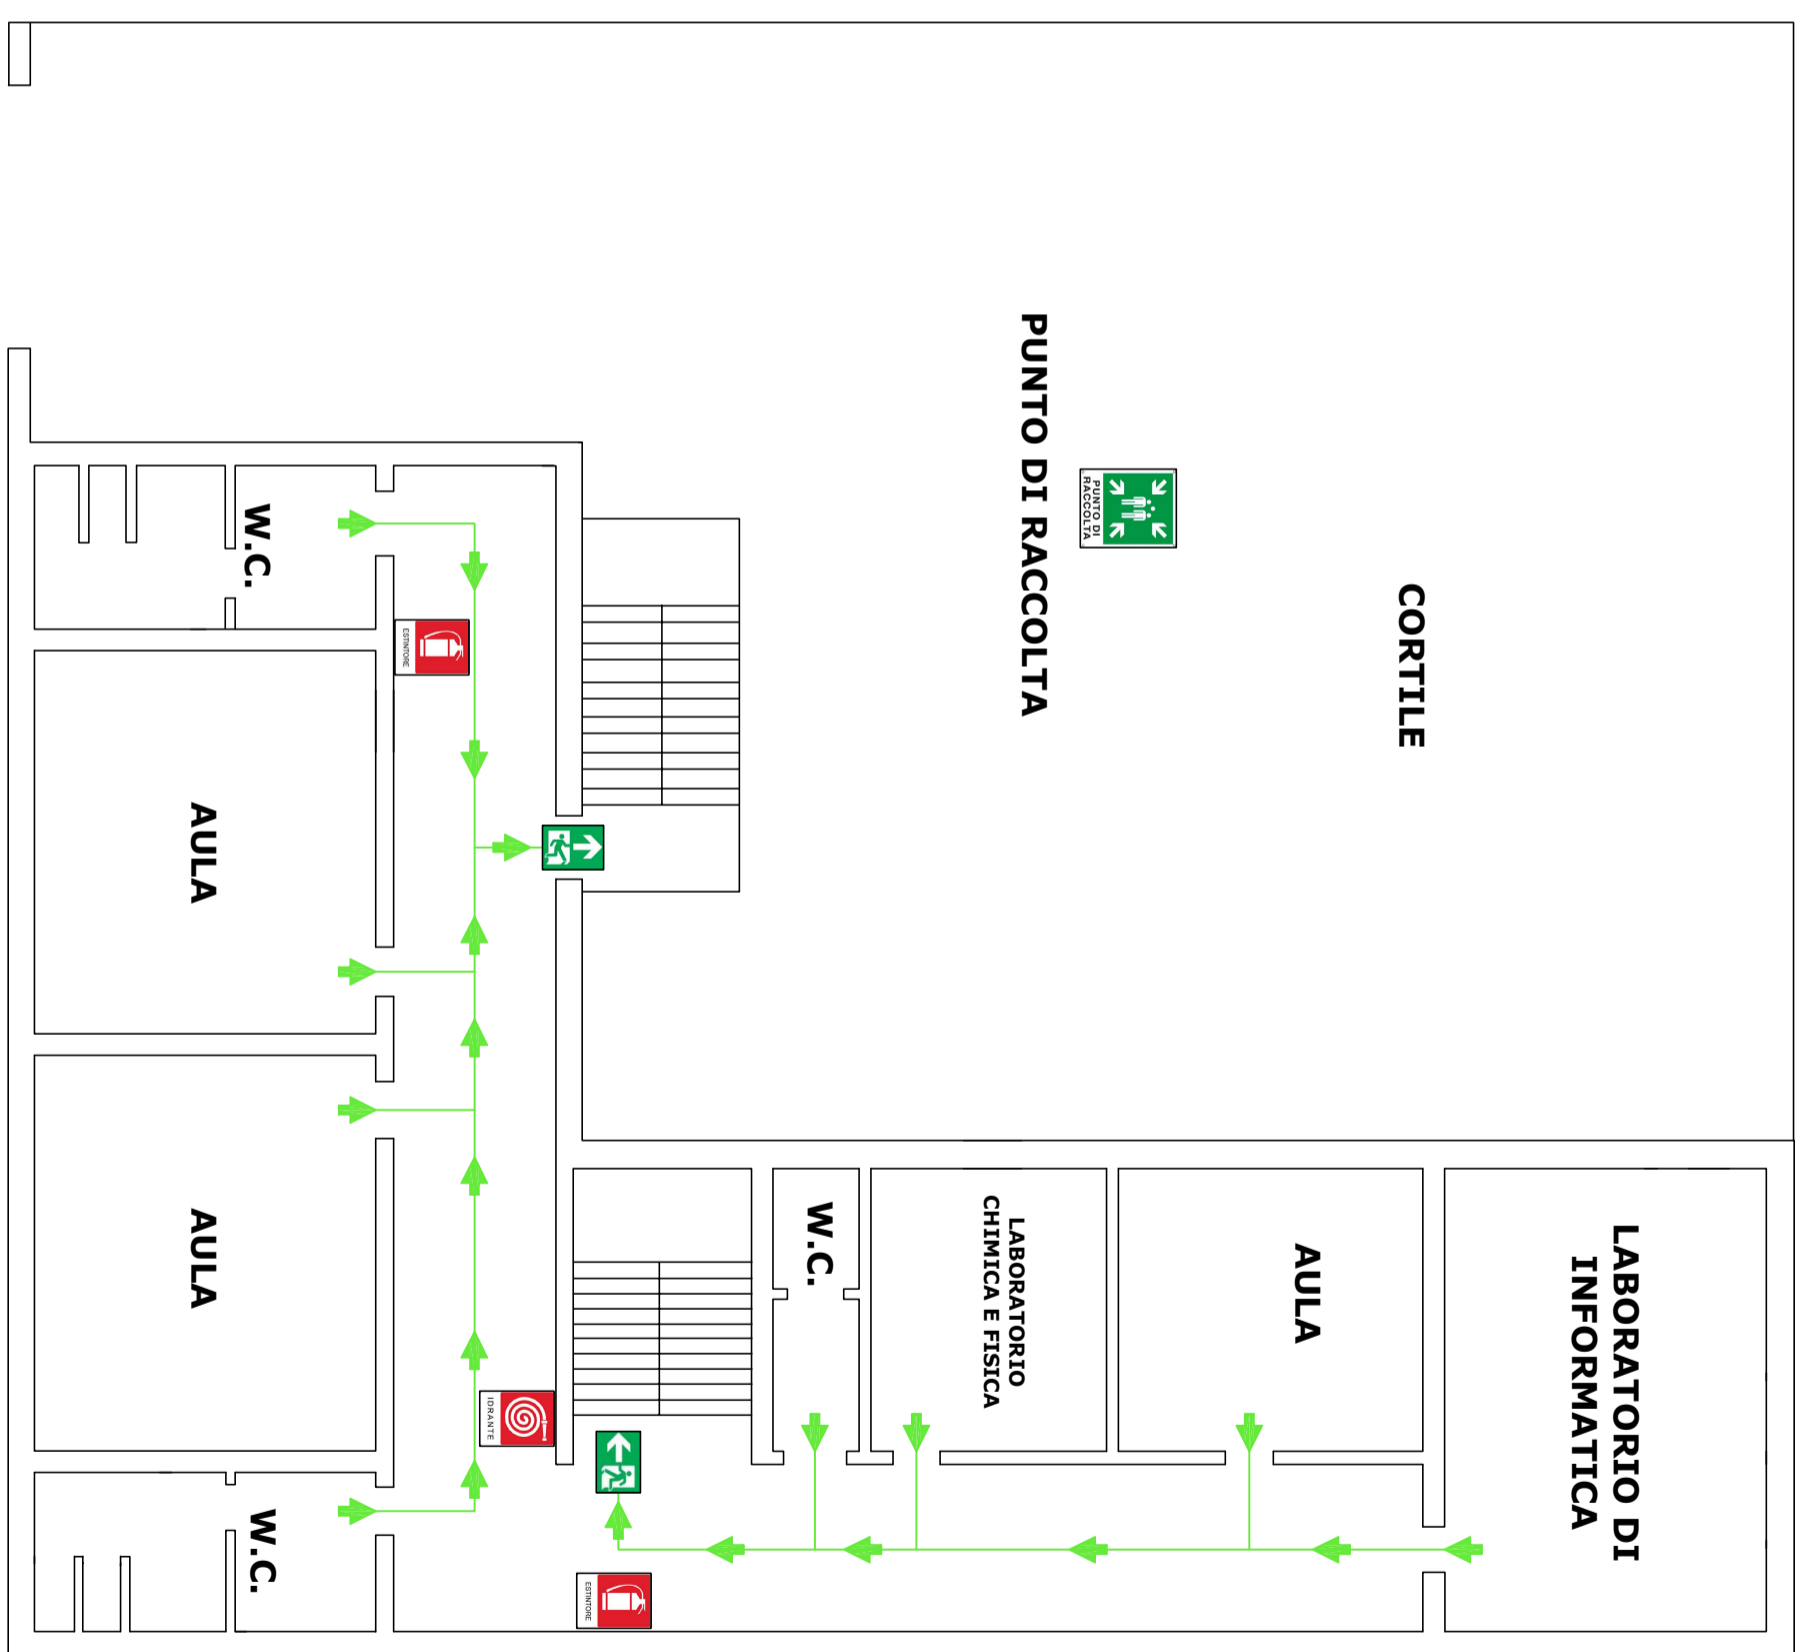 LABORATORIO DI
INFORMATICA
CORTILE
AULA
PUNTO DI
RACCOLTA
PUNTO DI RACCOLTA
LABORATORIO
CHIMICA E FISICA
W.C.
ESTINTORE
IDRANTE
ESTINTORE
W.C.
AULA
AULA
W.C.